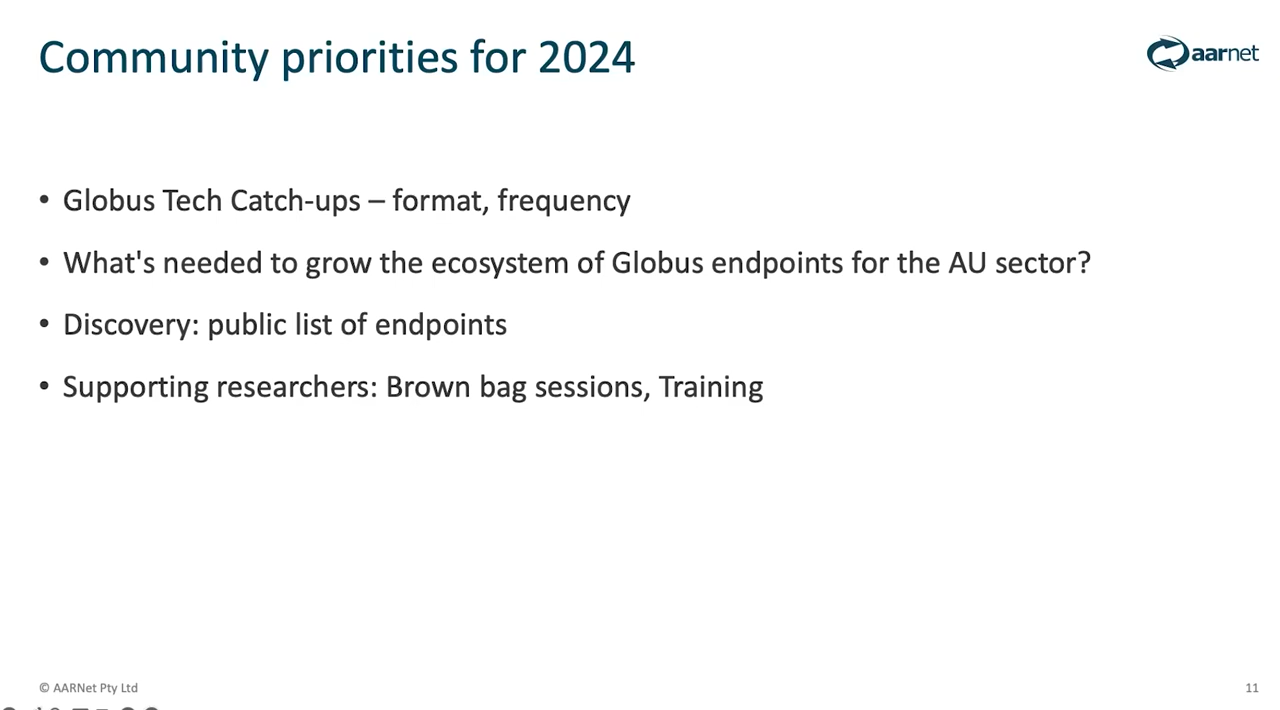 Community priorities for 2024
aarnet
• Globus Tech Catch-ups – format, frequency
• What's needed to grow the ecosystem of Globus endpoints for the AU sector?
• Discovery: public list of endpoints
• Supporting researchers: Brown bag sessions, Training
© AARNet Pty Ltd
11